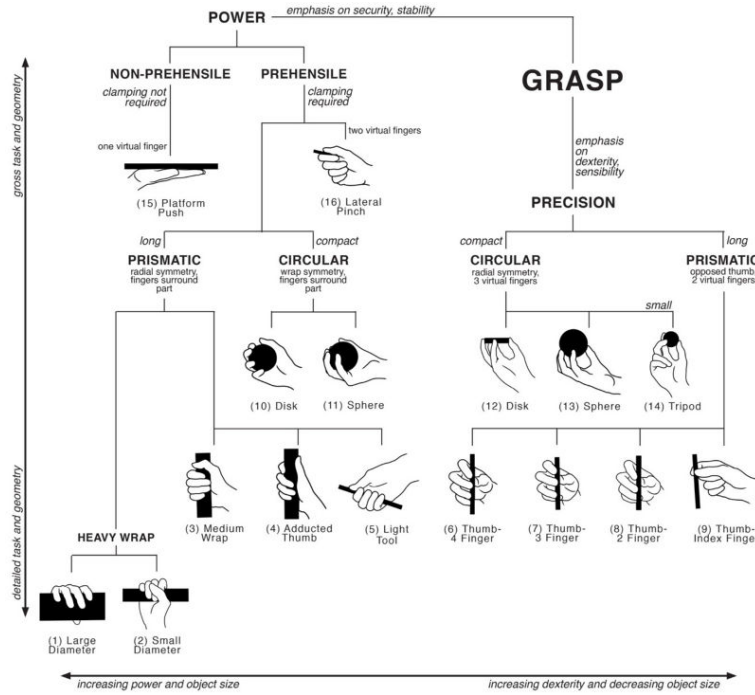 POWER
emphasis on security, stability
NON-PREHENSILE
clamping not
required
PREHENSILE
clamping
required
GRASP
one virtual finger
two virtual fingers
emphasis
on
dexterity,
sensibility
(15) Platform
Push
(16) Lateral
Pinch
PRECISION
long
compact
compact
long
PRISMATIC
radial symmetry,
fingers surround
part
CIRCULAR
wrap symmetry,
fingers surround
part
CIRCULAR
radial symmetry,
3 virtual fingers
PRISMATIC
opposed thumb,
2 virtual fingers
small
(10) Disk
(11) Sphere
(12) Disk
(13) Sphere
(14) Tripod
(3) Medium
Wrap
(4) Adducted
Thumb
(5) Light
Tool
(6) Thumb-
4 Finger
(7) Thumb-
3 Finger
(8) Thumb-
2 Finger
(9) Thumb-
Index Finger
HEAVY WRAP
(1) Large
Diameter
(2) Small
Diameter
gross task and geometry
detailed task and geometry
increasing power and object size
increasing dexterity and decreasing object size